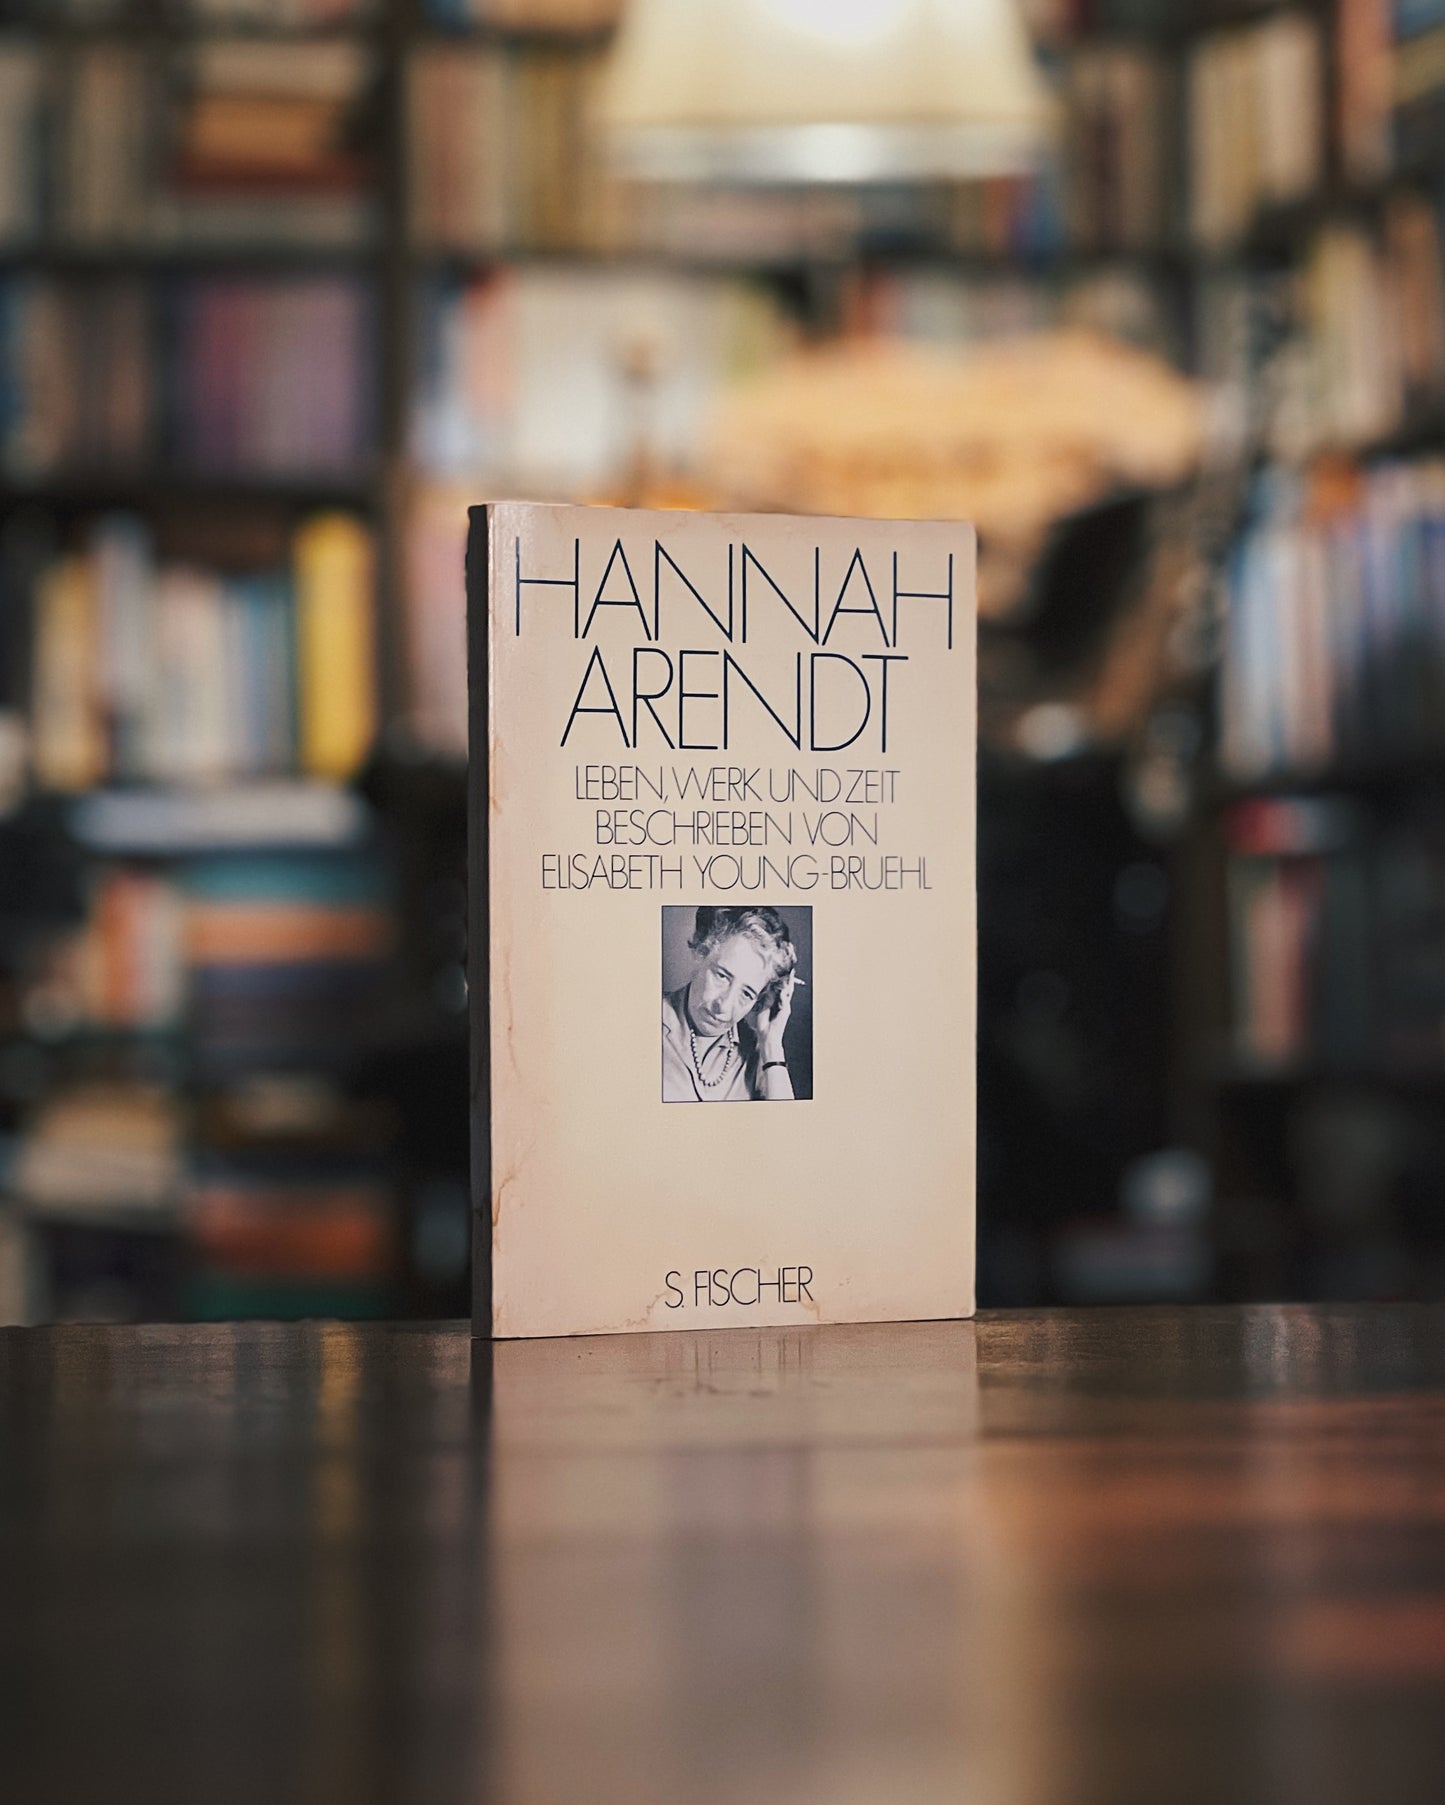 HANNAH
ARENDT
LEBEN, WERK UND ZEIT
BESCHRIEBEN VON
ELISABETH YOUNG-BRUEHL
S. FISCHER